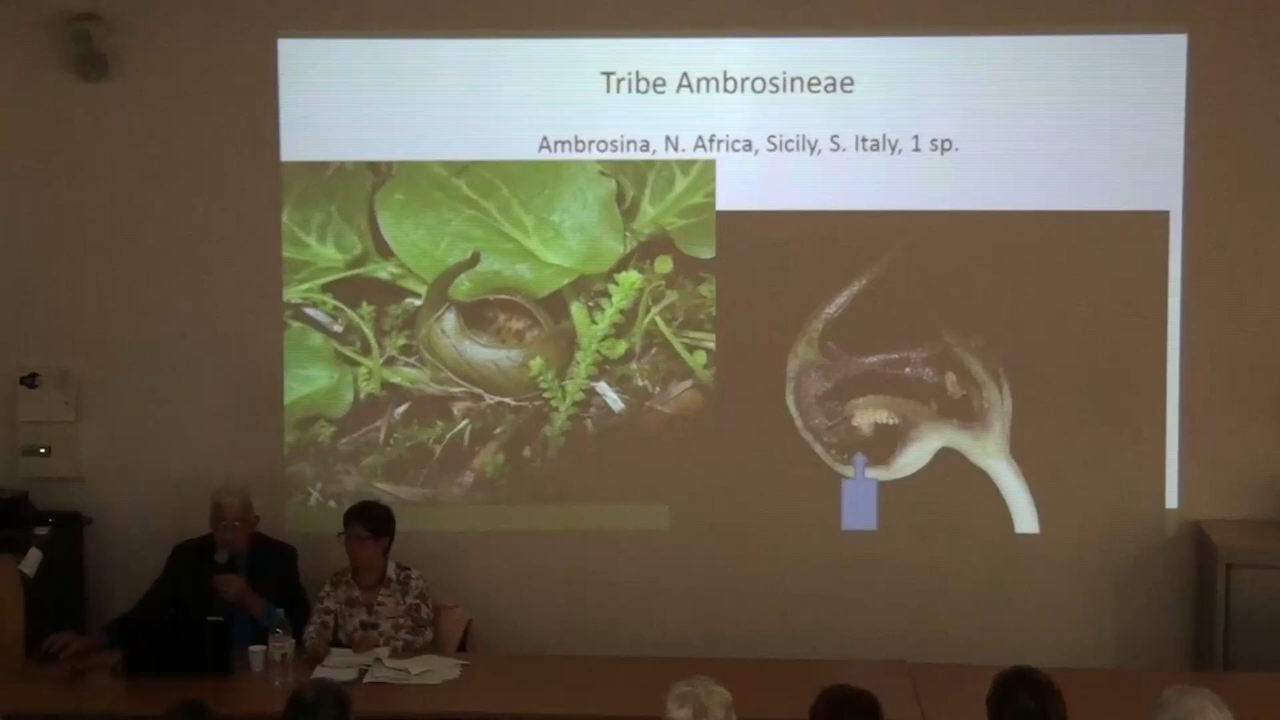 Tribe Ambrosineae
Ambrosina, N. Africa, Sicily, S. Italy, 1 sp.